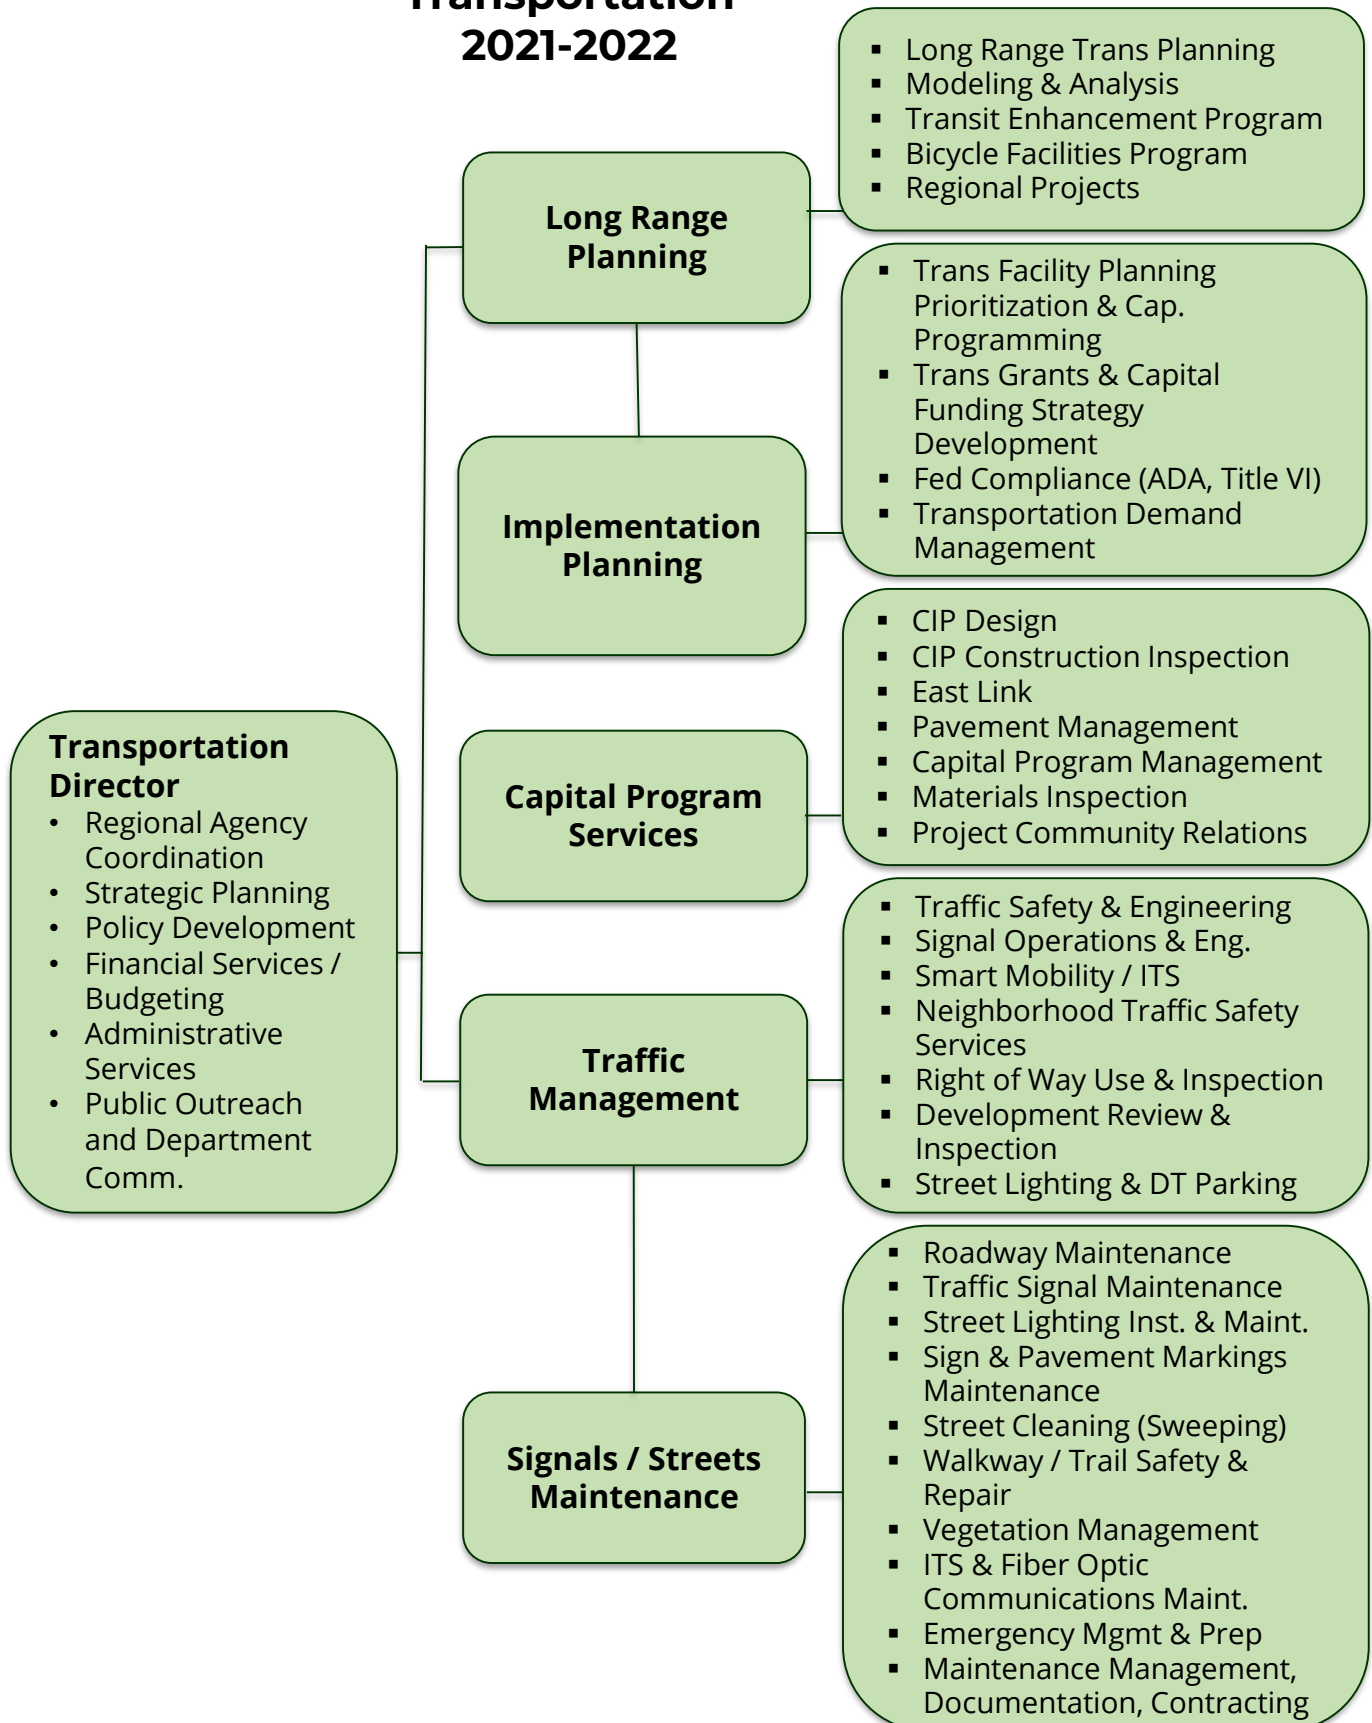 Transportation
2021-2022
Long Range
Planning
▪ Long Range Trans Planning
▪ Modeling & Analysis
▪ Transit Enhancement Program
▪ Bicycle Facilities Program
▪ Regional Projects
Implementation
Planning
▪ Trans Facility Planning
Prioritization & Cap.
Programming
▪ Trans Grants & Capital
Funding Strategy
Development
▪ Fed Compliance (ADA, Title VI)
▪ Transportation Demand
Management
Transportation
Director
• Regional Agency
Coordination
• Strategic Planning
• Policy Development
• Financial Services /
Budgeting
• Administrative
Services
• Public Outreach
and Department
Comm.
Capital Program
Services
▪ CIP Design
▪ CIP Construction Inspection
▪ East Link
▪ Pavement Management
▪ Capital Program Management
▪ Materials Inspection
▪ Project Community Relations
Traffic
Management
▪ Traffic Safety & Engineering
▪ Signal Operations & Eng.
▪ Smart Mobility / ITS
▪ Neighborhood Traffic Safety
Services
▪ Right of Way Use & Inspection
▪ Development Review &
Inspection
▪ Street Lighting & DT Parking
Signals / Streets
Maintenance
▪ Roadway Maintenance
▪ Traffic Signal Maintenance
▪ Street Lighting Inst. & Maint.
▪ Sign & Pavement Markings
Maintenance
▪ Street Cleaning (Sweeping)
▪ Walkway / Trail Safety &
Repair
▪ Vegetation Management
▪ ITS & Fiber Optic
Communications Maint.
▪ Emergency Mgmt & Prep
▪ Maintenance Management,
Documentation, Contracting